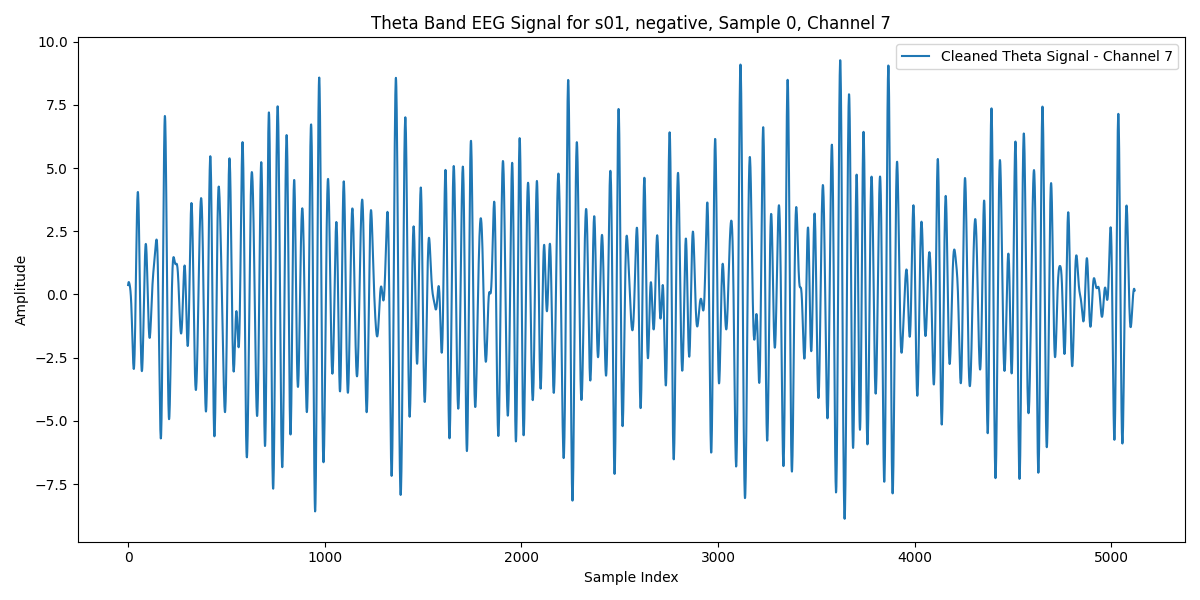 Theta Band EEG Signal for s01, negative, Sample 0, Channel 7
Cleaned Theta Signal - Channel 7
10.0
7.5
5.0
2.5
0.0
−2.5
−5.0
−7.5
Amplitude
0 1000 2000 3000 4000 5000
Sample Index